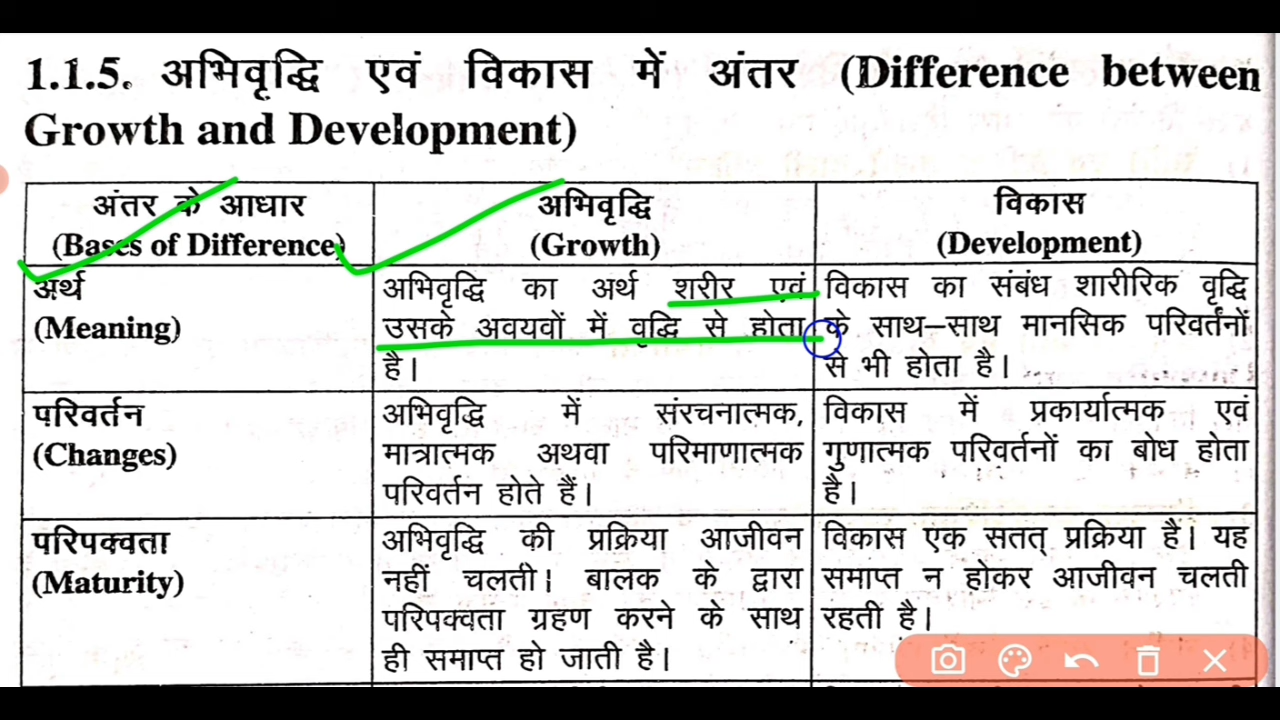 1.1.5. अभिवृद्धि एवं विकास में अंतर (Difference between
Growth and Development)
अंतर के आधार
(Bases of Difference)
अभिवृद्धि
(Growth)
विकास
(Development)
अर्थ
(Meaning)
अभिवृद्धि का अर्थ शरीर एवं
उसके अवयवों में वृद्धि से होता
है।
विकास का संबंध शारीरिक वृद्धि
के साथ–साथ मानसिक परिवर्तनों
से भी होता है।
परिवर्तन
(Changes)
अभिवृद्धि में संरचनात्मक,
मात्रात्मक अथवा परिमाणात्मक
परिवर्तन होते हैं।
विकास में प्रकार्यात्मक एवं
गुणात्मक परिवर्तनों का बोध होता
है।
परिपक्वता
(Maturity)
अभिवृद्धि की प्रक्रिया आजीवन
नहीं चलती। बालक के द्वारा
परिपक्वता ग्रहण करने के साथ
ही समाप्त हो जाती है।
विकास एक सतत् प्रक्रिया है। यह
समाप्त न होकर आजीवन चलती
रहती है।